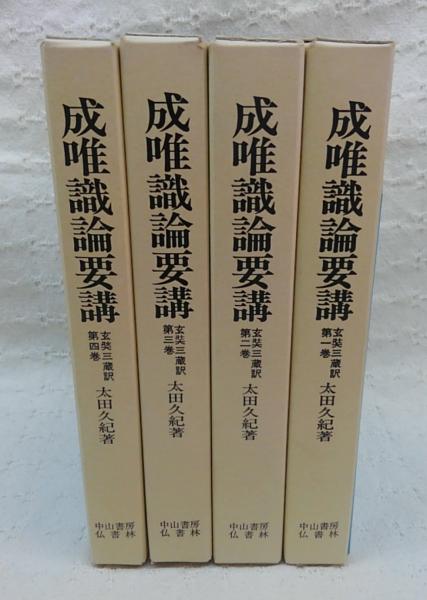 成唯識論要講
玄奘三蔵訳
第四巻
太田久紀著
中山書房
仏書林
成唯識論要講
玄奘三蔵訳
第三巻
太田久紀著
中山書房
仏書林
成唯識論要講
玄奘三蔵訳
第二巻
太田久紀著
中山書房
仏書林
成唯識論要講
玄奘三蔵訳
第一巻
太田久紀著
中山書房
仏書林